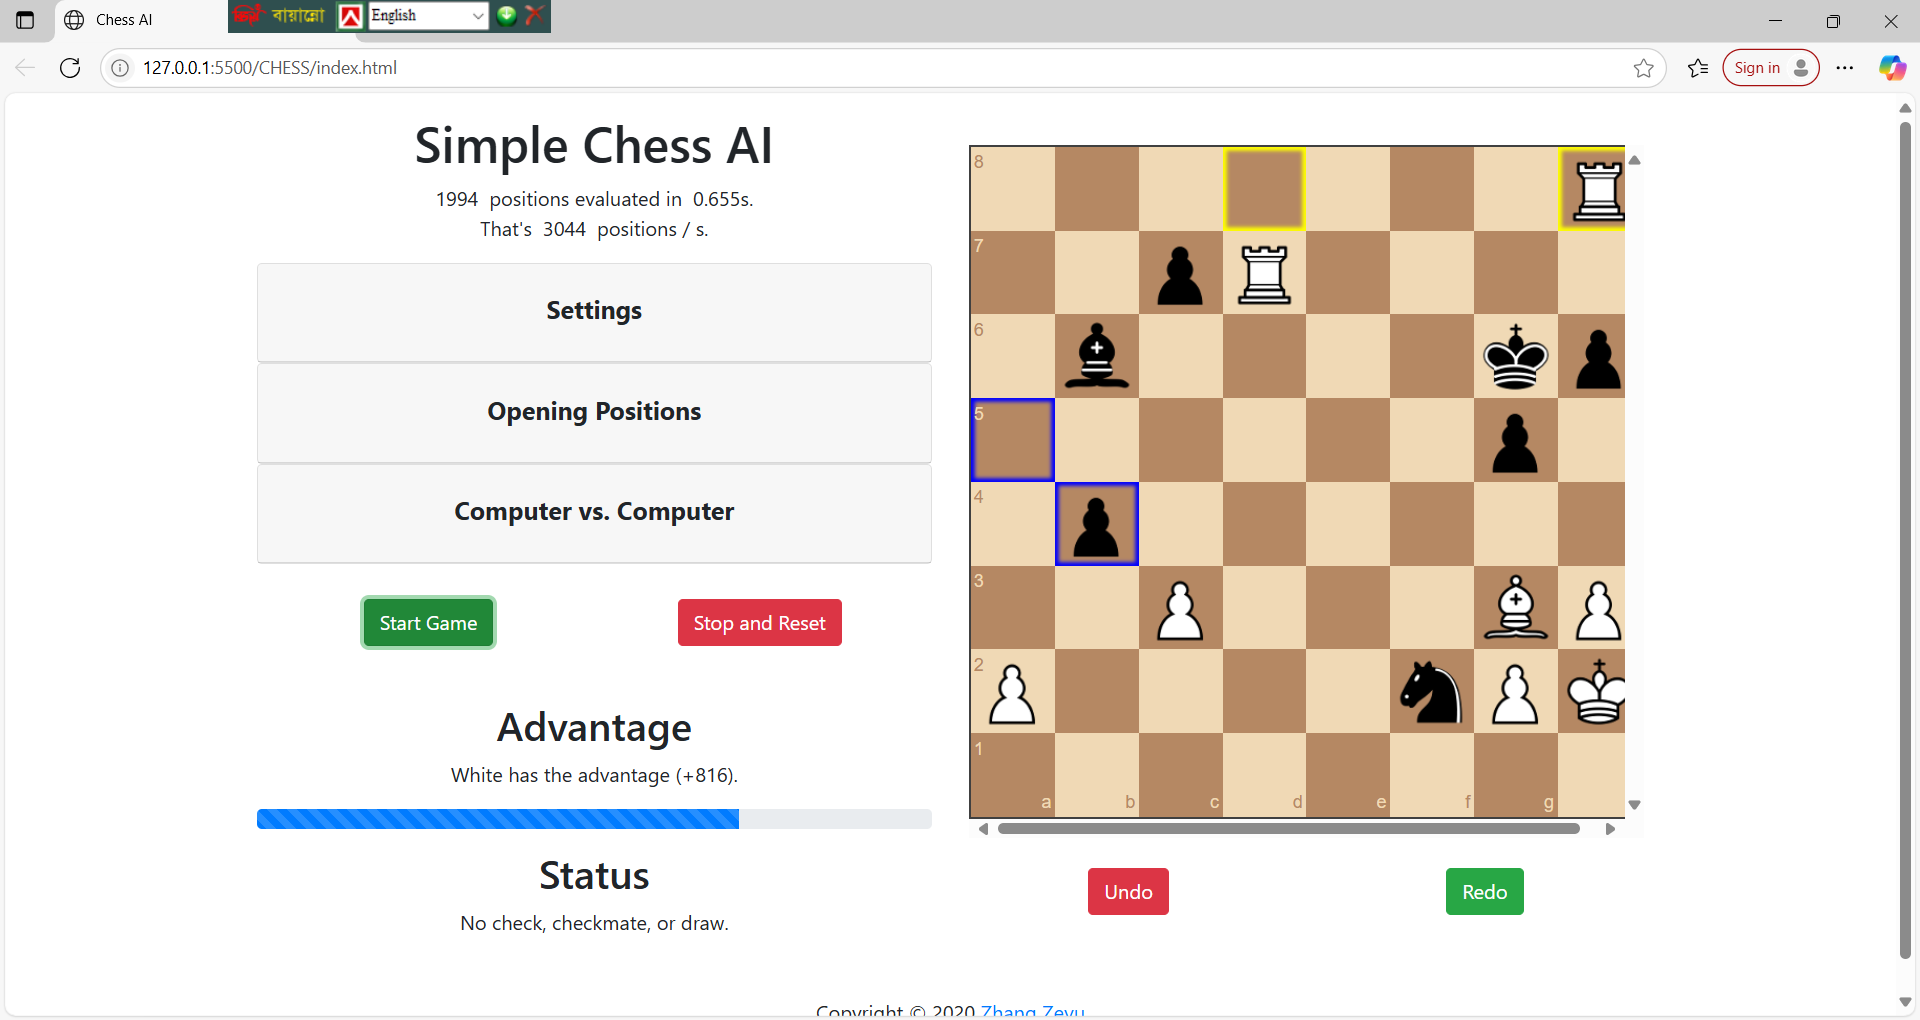 Chess AI
বায়ান্নো
English
127.0.0.1:5500/CHESS/index.html
Sign in
Simple Chess AI
1994 positions evaluated in 0.655s.
That's 3044 positions / s.
Settings
Opening Positions
Computer vs. Computer
Start Game
Stop and Reset
Advantage
White has the advantage (+816).
Status
No check, checkmate, or draw.
8
7
6
5
4
3
2
1
a b c d e f g
Undo
Redo
Copyright © 2020 Zhang Zeyu